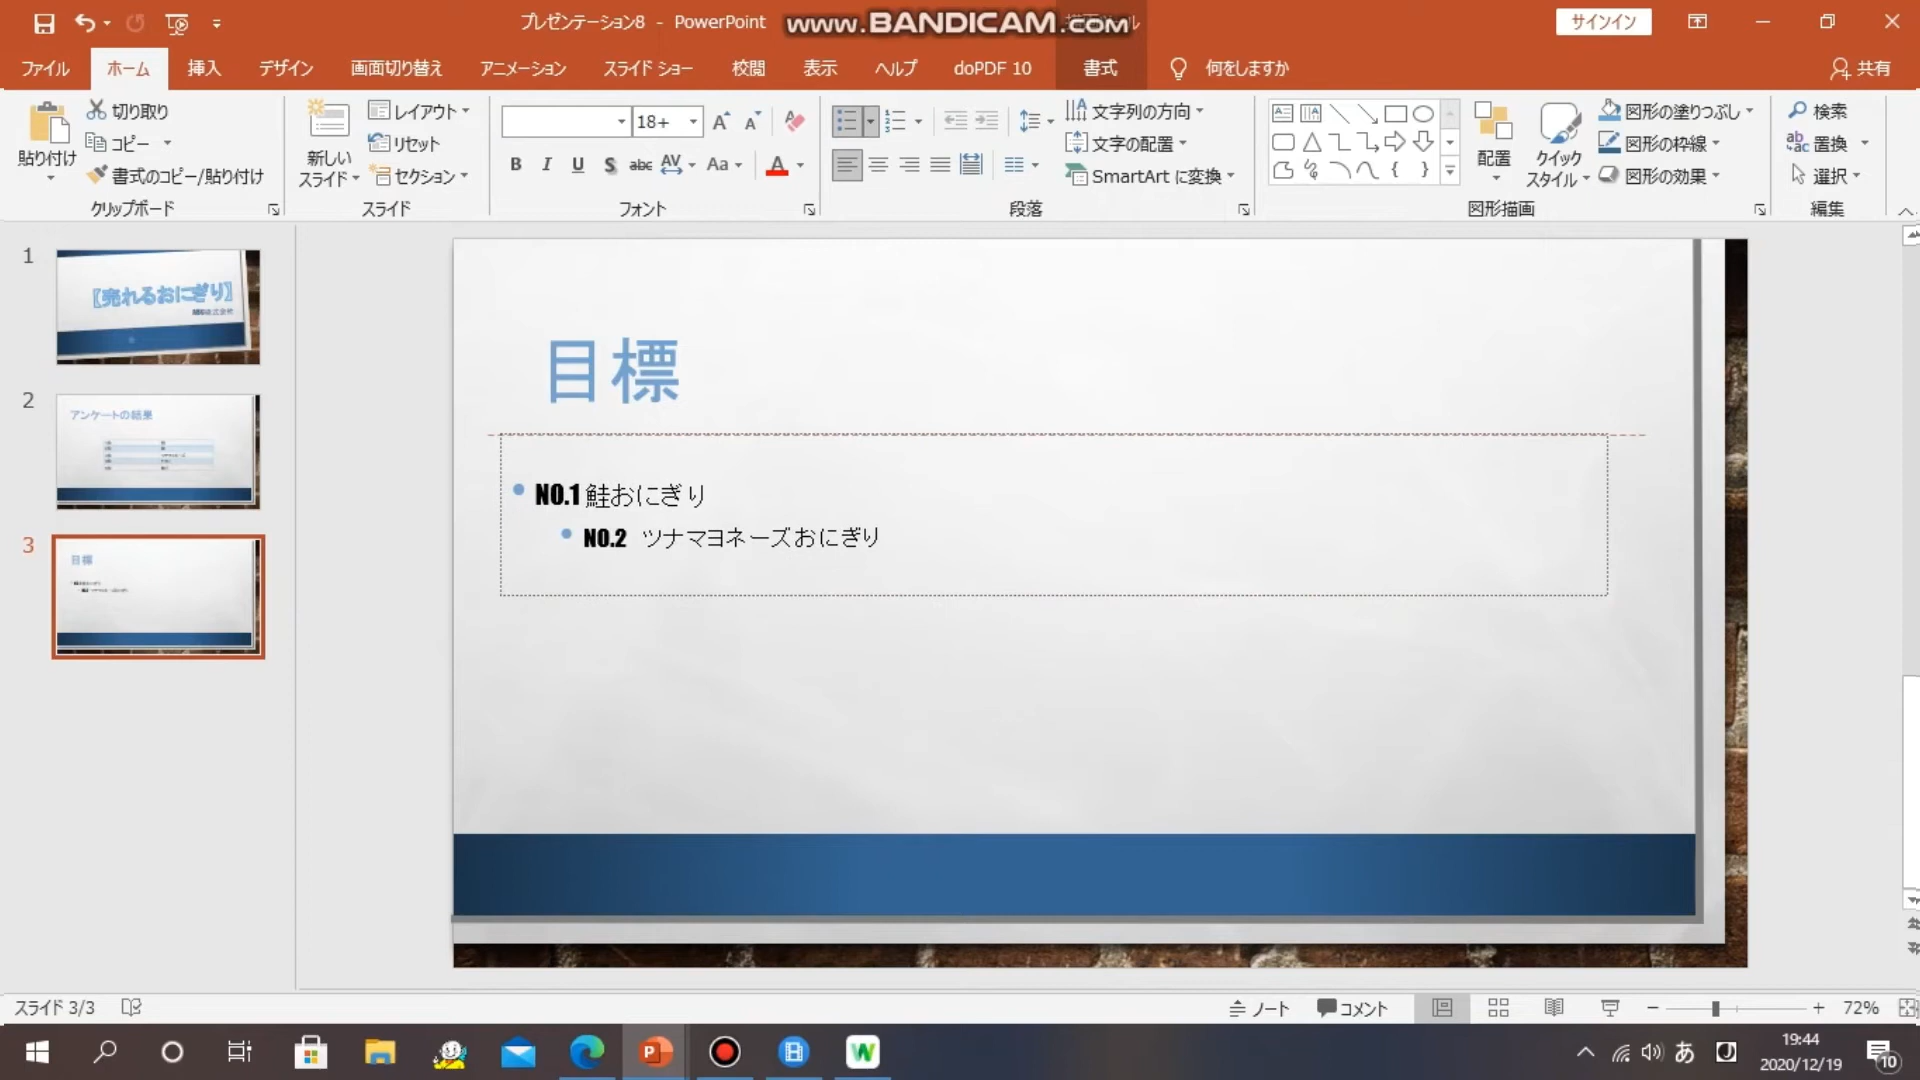 プレゼンテーション8 - PowerPoint
www.BANDICAM.com
サインイン
ファイル ホーム 挿入 デザイン 画面切り替え アニメーション スライド ショー 校閲 表示 ヘルプ doPDF 10 書式 何をしますか 共有
貼り付け
切り取り
コピー
書式のコピー/貼り付け
クリップボード
新しい
スライド
レイアウト
リセット
セクション
スライド
18+
B I U S abc AV Aa A
フォント
文字列の方向
文字の配置
SmartArt に変換
段落
配置
クイック
スタイル
図形の塗りつぶし
図形の枠線
図形の効果
図形描画
検索
置換
選択
編集
1
【売れるおにぎり】
2
アンケートの結果
3
目標
目標
NO.1 鮭おにぎり
NO.2 ツナマヨネーズおにぎり
スライド 3/3
ノート
コメント
72%
あ
19:44
2020/12/19
10